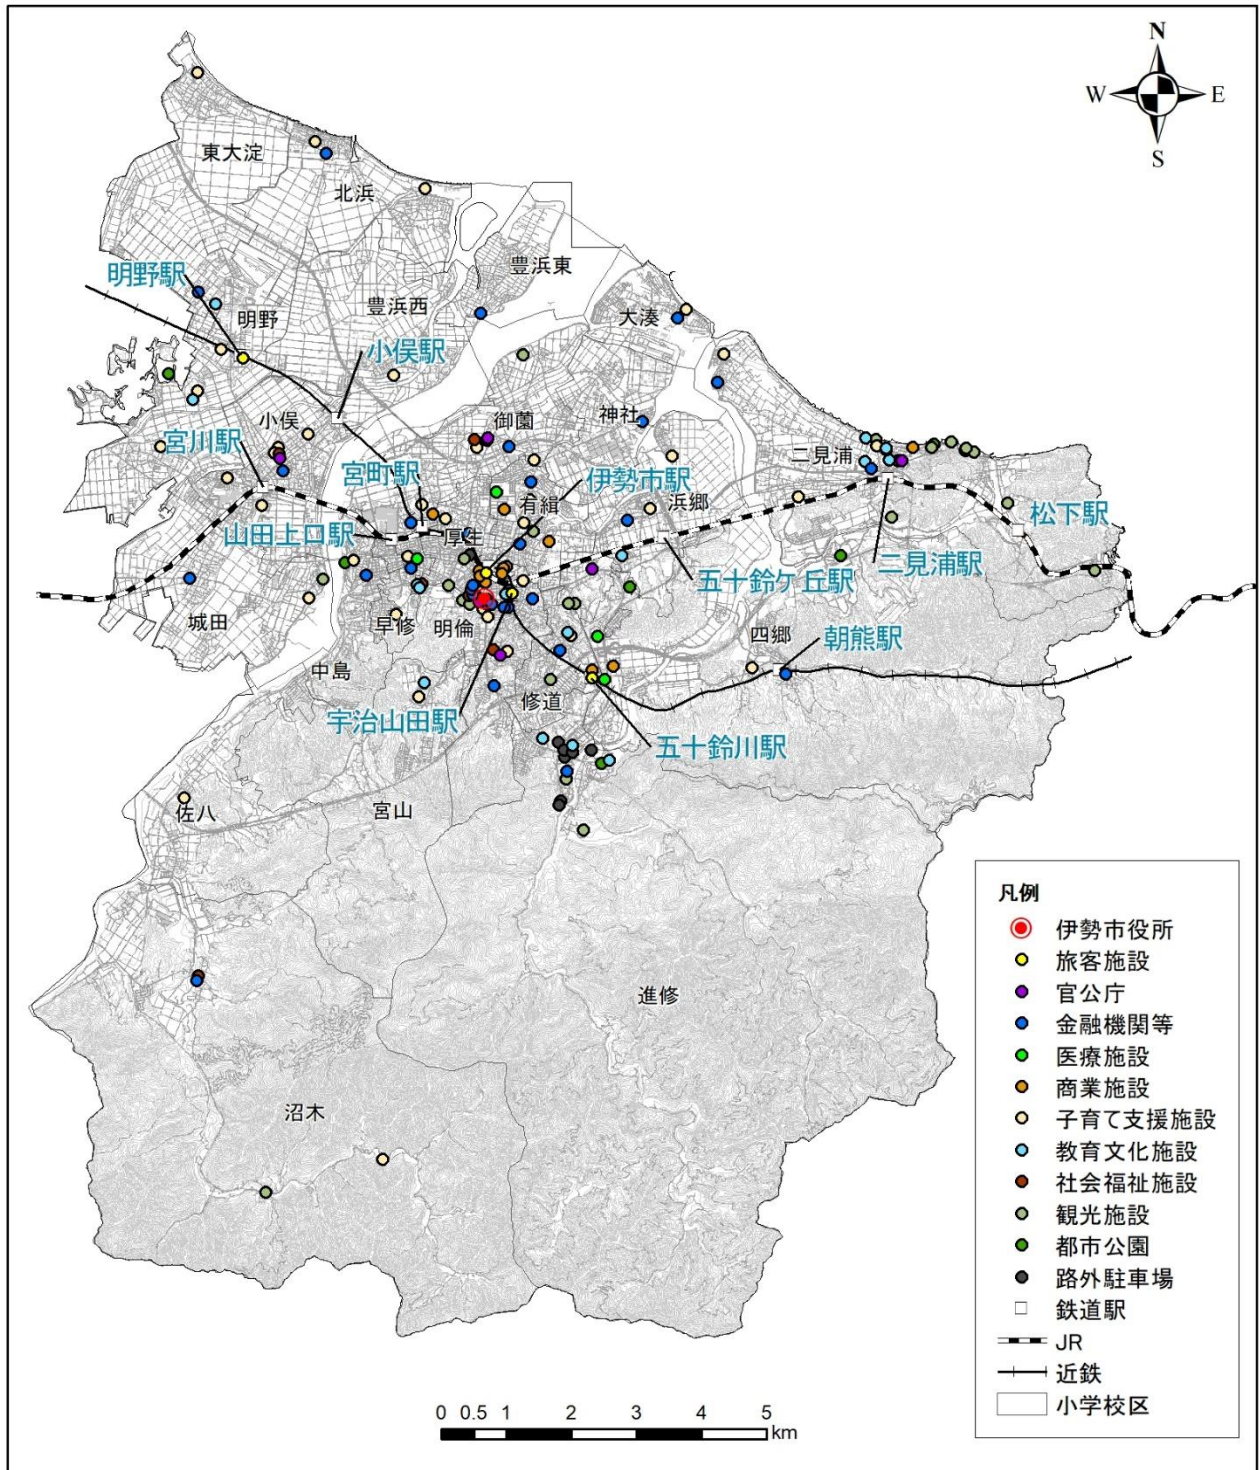 N
W
E
S
東大淀
北浜
豊浜東
明野駅
明野
豊浜西
大湊
小俣駅
小俣
御薗
神社
宮川駅
宮町駅
伊勢市駅
二見浦
有緝
浜郷
松下駅
山田上口駅
厚生
五十鈴ケ丘駅
二見浦駅
城田
早修
明倫
四郷
朝熊駅
中島
宇治山田駅
修道
五十鈴川駅
佐八
宮山
進修
沼木
凡例
伊勢市役所
旅客施設
官公庁
金融機関等
医療施設
商業施設
子育て支援施設
教育文化施設
社会福祉施設
観光施設
都市公園
路外駐車場
鉄道駅
JR
近鉄
小学校区
0 0.5 1 2 3 4 5
km